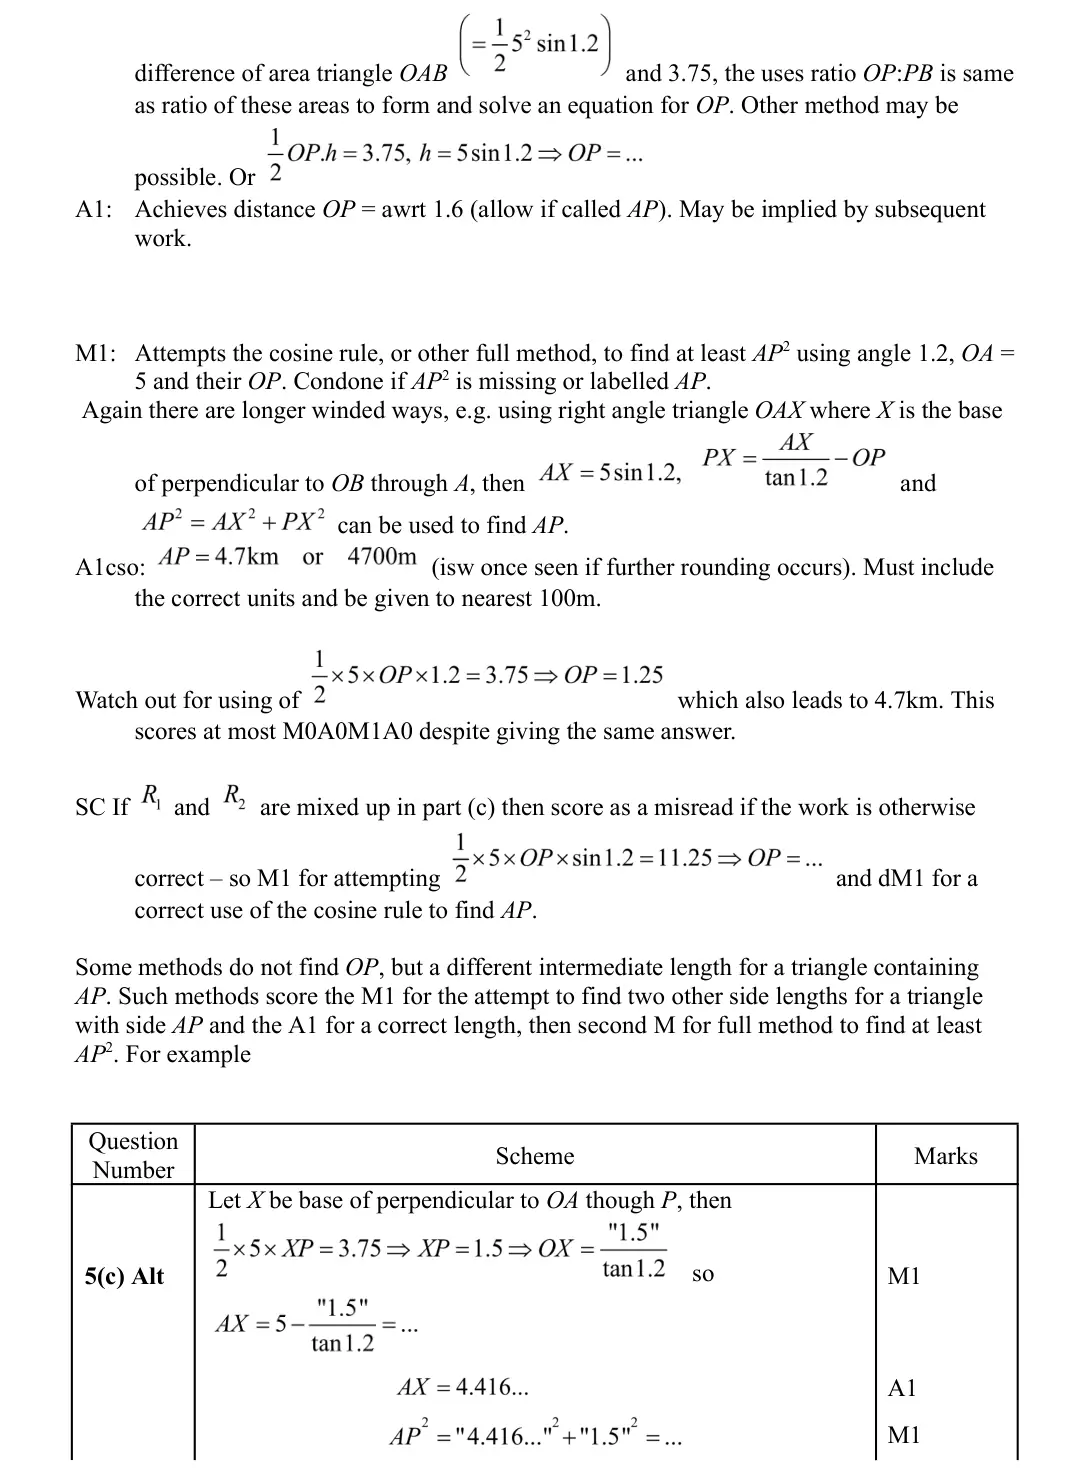 difference of area triangle OAB (=1/2 5² sin1.2) and 3.75, the uses ratio OP:PB is same
as ratio of these areas to form and solve an equation for OP. Other method may be
possible. Or 1/2 OP.h = 3.75, h = 5sin1.2 ⇒ OP = ...
A1: Achieves distance OP = awrt 1.6 (allow if called AP). May be implied by subsequent
work.
M1: Attempts the cosine rule, or other full method, to find at least AP² using angle 1.2, OA =
5 and their OP. Condone if AP² is missing or labelled AP.
Again there are longer winded ways, e.g. using right angle triangle OAX where X is the base
of perpendicular to OB through A, then AX = 5sin1.2, PX = AX/tan1.2 − OP and
AP² = AX² + PX² can be used to find AP.
A1cso: AP = 4.7km or 4700m (isw once seen if further rounding occurs). Must include
the correct units and be given to nearest 100m.
Watch out for using of 1/2 × 5 × OP × 1.2 = 3.75 ⇒ OP = 1.25 which also leads to 4.7km. This
scores at most M0A0M1A0 despite giving the same answer.
SC If R₁ and R₂ are mixed up in part (c) then score as a misread if the work is otherwise
correct – so M1 for attempting 1/2 × 5 × OP × sin1.2 = 11.25 ⇒ OP = ... and dM1 for a
correct use of the cosine rule to find AP.
Some methods do not find OP, but a different intermediate length for a triangle containing
AP. Such methods score the M1 for the attempt to find two other side lengths for a triangle
with side AP and the A1 for a correct length, then second M for full method to find at least
AP². For example
Question Number Scheme Marks
Let X be base of perpendicular to OA though P, then
1/2 × 5 × XP = 3.75 ⇒ XP = 1.5 ⇒ OX = "1.5"/tan1.2 so
5(c) Alt M1
AX = 5 − "1.5"/tan1.2 = ...
AX = 4.416... A1
AP² = "4.416..."² + "1.5"² = ... M1